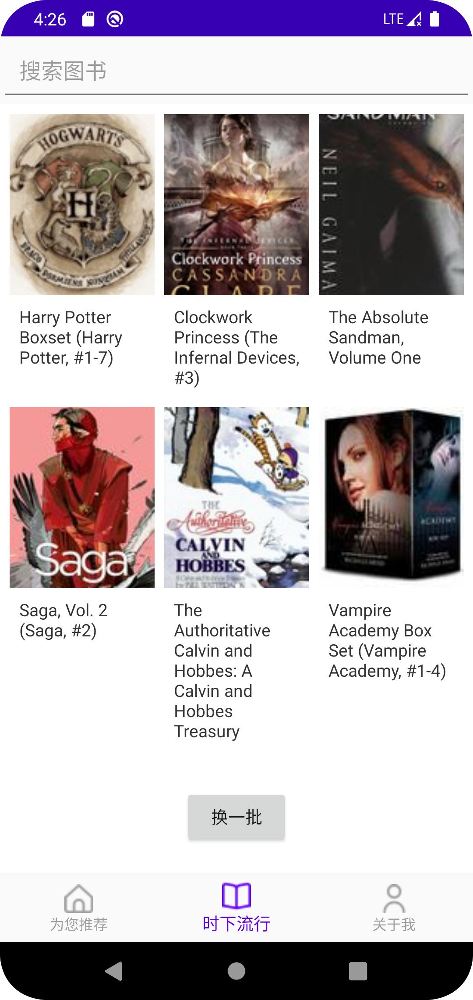 4:26
LTE
搜索图书
HOGWARTS
H
DRACO DORMIENS NUNQUAM TITILLANDUS
THE INFERNAL DEVICES
Clockwork Princess
CASSANDRA
CLARE
SANDMAN
NEIL GAIMA
Harry Potter
Boxset (Harry
Potter, #1-7)
Clockwork
Princess (The
Infernal Devices,
#3)
The Absolute
Sandman,
Volume One
Saga
THE
Authoritative
CALVIN
AND
HOBBES
Vampire ACADEMY
ACADEMY
Saga, Vol. 2
(Saga, #2)
The
Authoritative
Calvin and
Hobbes: A
Calvin and
Hobbes
Treasury
Vampire
Academy Box
Set (Vampire
Academy, #1-4)
换一批
为您推荐
时下流行
关于我